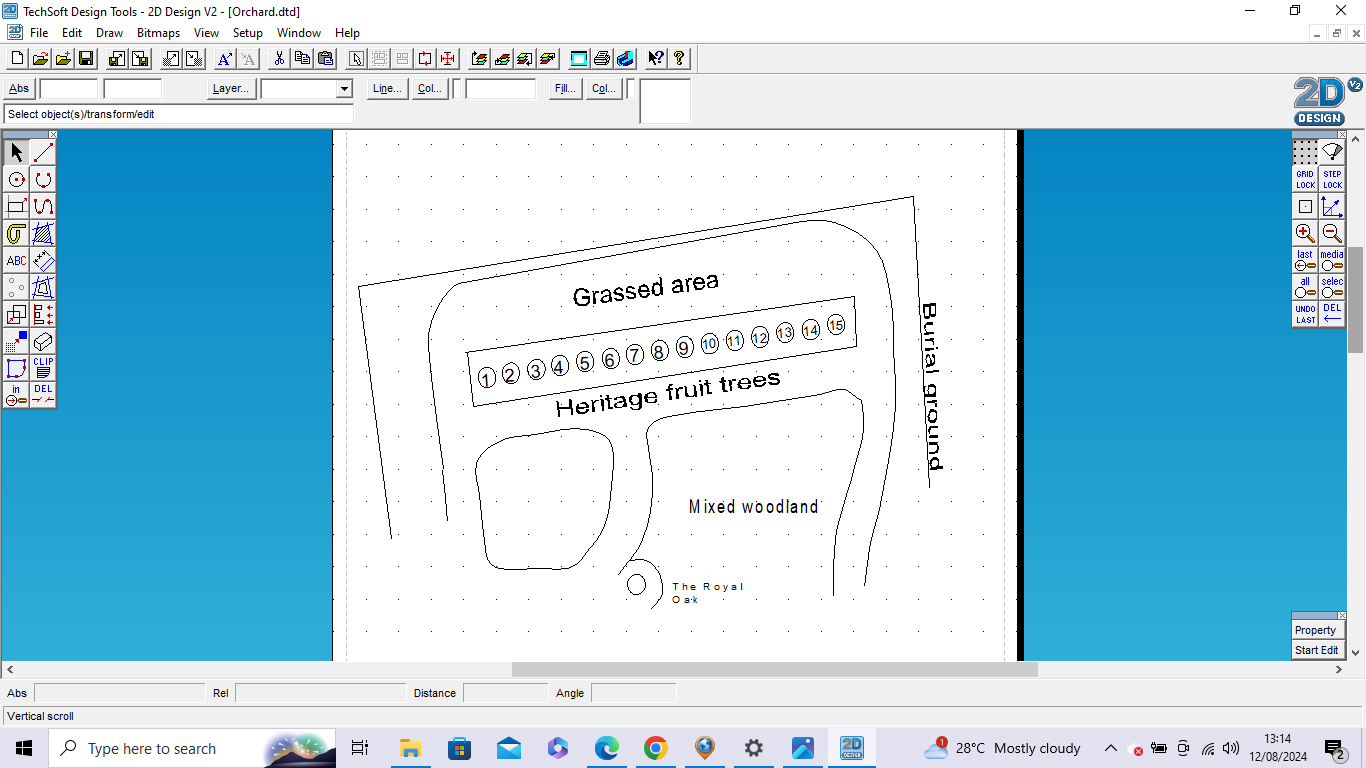 TechSoft Design Tools - 2D Design V2 - [Orchard.dtd]
File Edit Draw Bitmaps View Setup Window Help
Abs Layer... Line... Col... Fill... Col...
2D V2
DESIGN
Select object(s)/transform/edit
ABC
CLIP
in DEL
GRID LOCK STEP LOCK
last media
all selec
UNDO LAST DEL
Grassed area
1 2 3 4 5 6 7 8 9 10 11 12 13 14 15
Heritage fruit trees
Burial ground
Mixed woodland
The Royal
Oak
Property
Start Edit
Abs Rel Distance Angle
Vertical scroll
Type here to search
2D DESIGN
1
28°C Mostly cloudy
13:14
12/08/2024
2